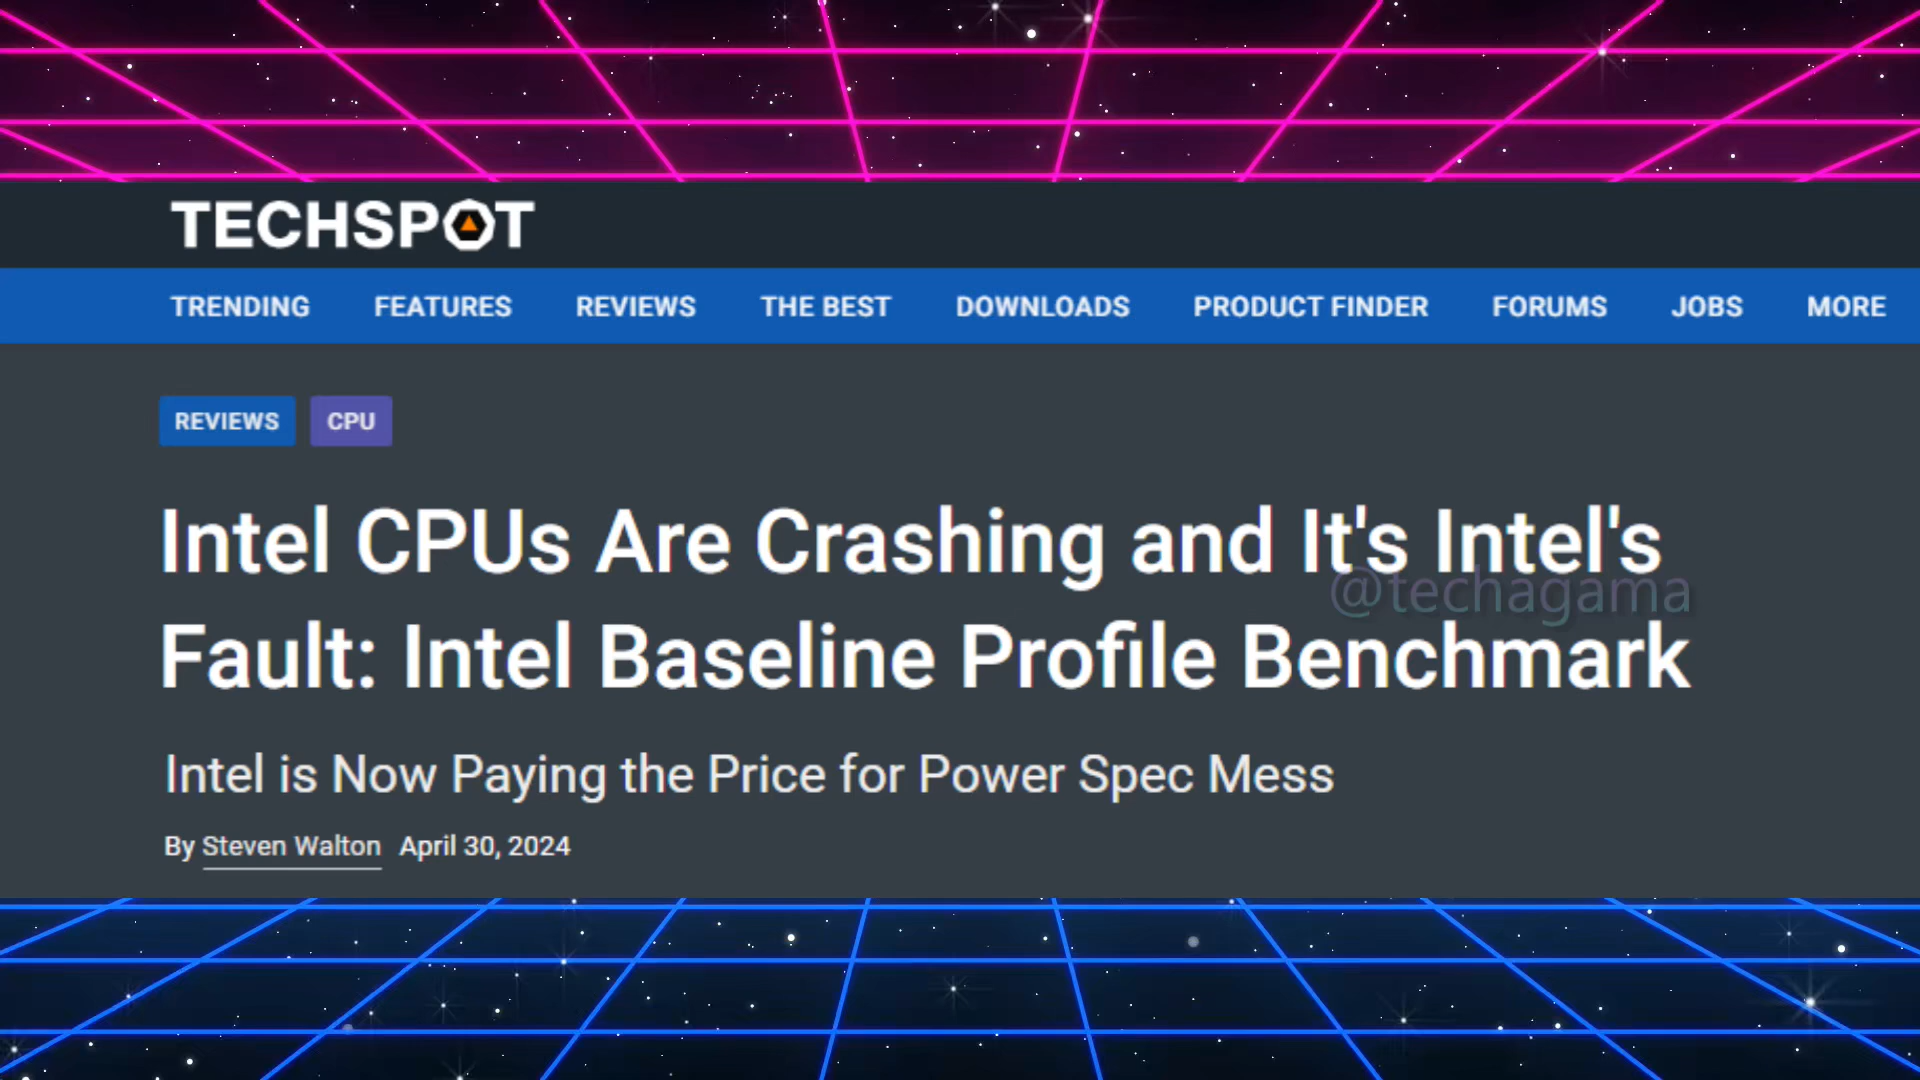 TECHSPOT
TRENDING FEATURES REVIEWS THE BEST DOWNLOADS PRODUCT FINDER FORUMS JOBS MORE
REVIEWS CPU
Intel CPUs Are Crashing and It's Intel's
@techagama
Fault: Intel Baseline Profile Benchmark
Intel is Now Paying the Price for Power Spec Mess
By Steven Walton April 30, 2024